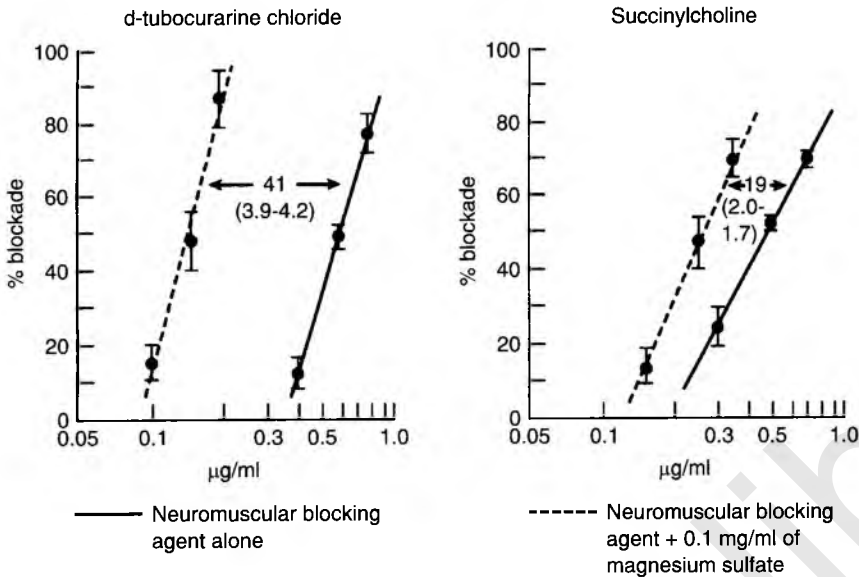 d-tubocurarine chloride
100
80
60
40
20
0
% blockade
41
(3.9-4.2)
0.05
0.1
0.3
0.5
1.0
µg/ml
Succinylcholine
100
80
60
40
20
0
% blockade
19
(2.0-
1.7)
0.05
0.1
0.3
0.5
1.0
µg/ml
Neuromuscular blocking
agent alone
Neuromuscular blocking
agent + 0.1 mg/ml of
magnesium sulfate